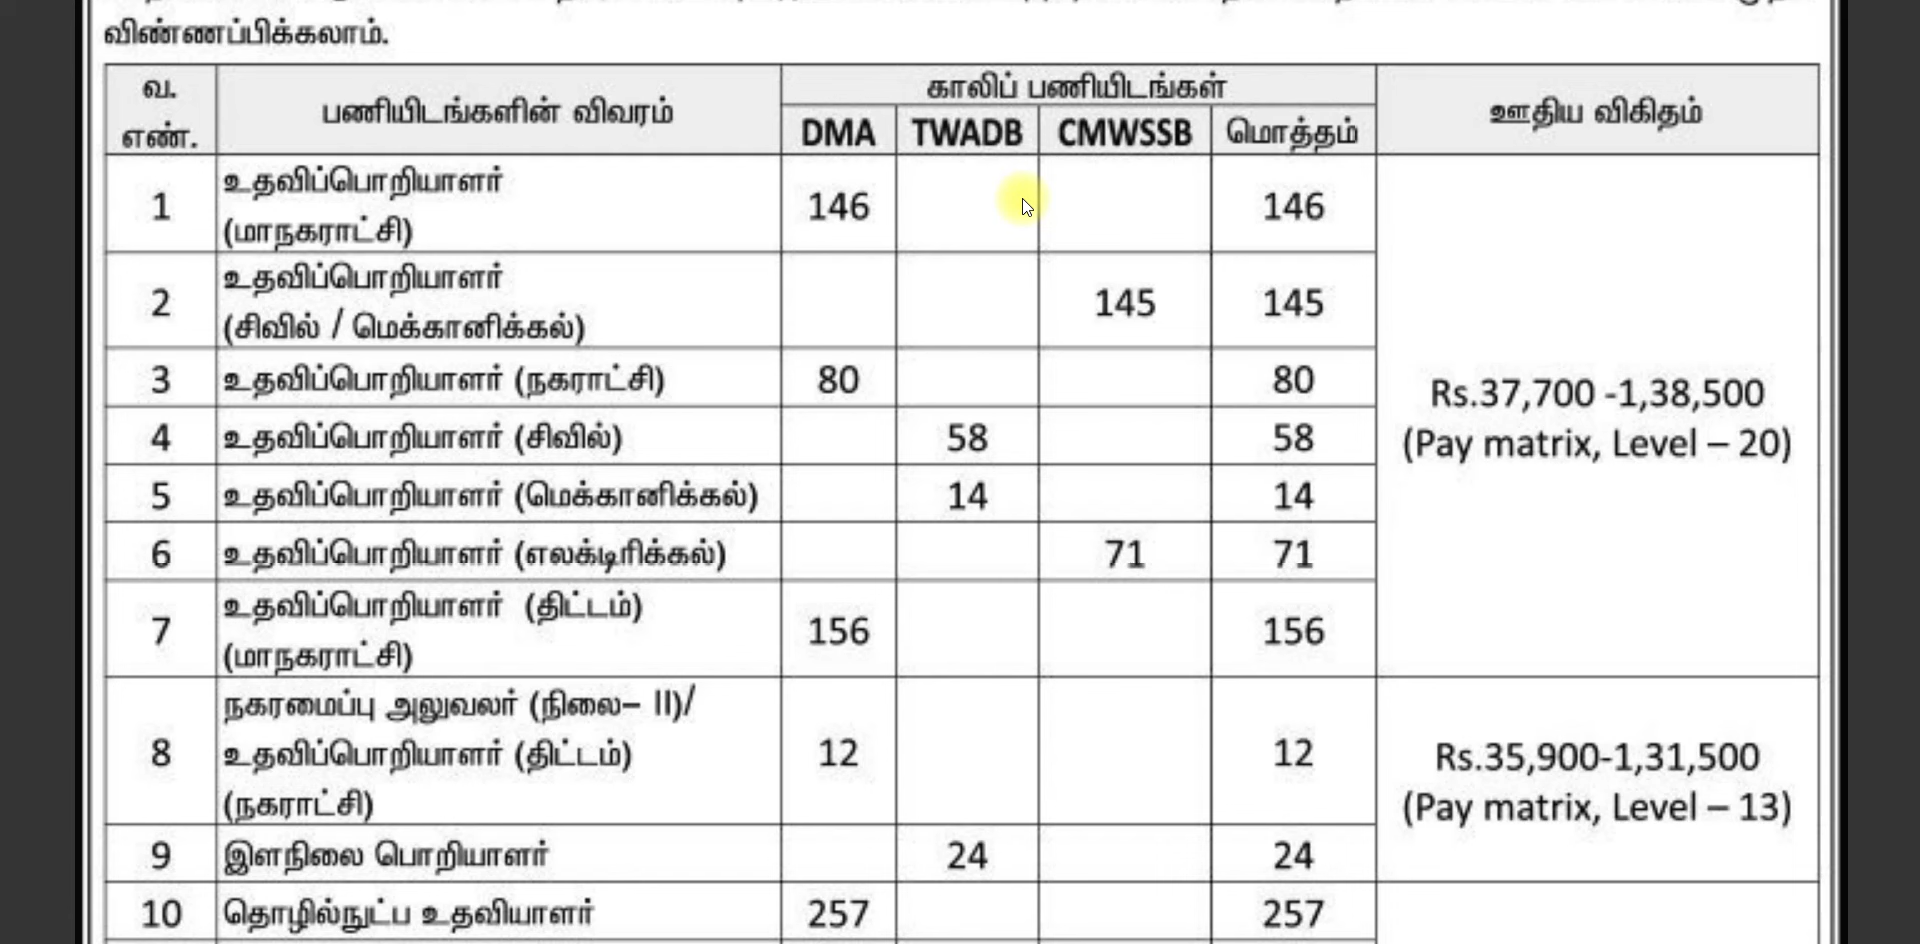 விண்ணப்பிக்கலாம்.
வ. எண். பணியிடங்களின் விவரம் காலிப் பணியிடங்கள் ஊதிய விகிதம்
DMA TWADB CMWSSB மொத்தம்
1 உதவிப்பொறியாளர் 146 146
(மாநகராட்சி)
2 உதவிப்பொறியாளர் 145 145
(சிவில் / மெக்கானிக்கல்)
3 உதவிப்பொறியாளர் (நகராட்சி) 80 80
Rs.37,700 -1,38,500
4 உதவிப்பொறியாளர் (சிவில்) 58 58
(Pay matrix, Level – 20)
5 உதவிப்பொறியாளர் (மெக்கானிக்கல்) 14 14
6 உதவிப்பொறியாளர் (எலக்டிரிக்கல்) 71 71
7 உதவிப்பொறியாளர் (திட்டம்) 156 156
(மாநகராட்சி)
8 நகரமைப்பு அலுவலர் (நிலை– II)/
உதவிப்பொறியாளர் (திட்டம்) 12 12
(நகராட்சி)
Rs.35,900-1,31,500
(Pay matrix, Level – 13)
9 இளநிலை பொறியாளர் 24 24
10 தொழில்நுட்ப உதவியாளர் 257 257